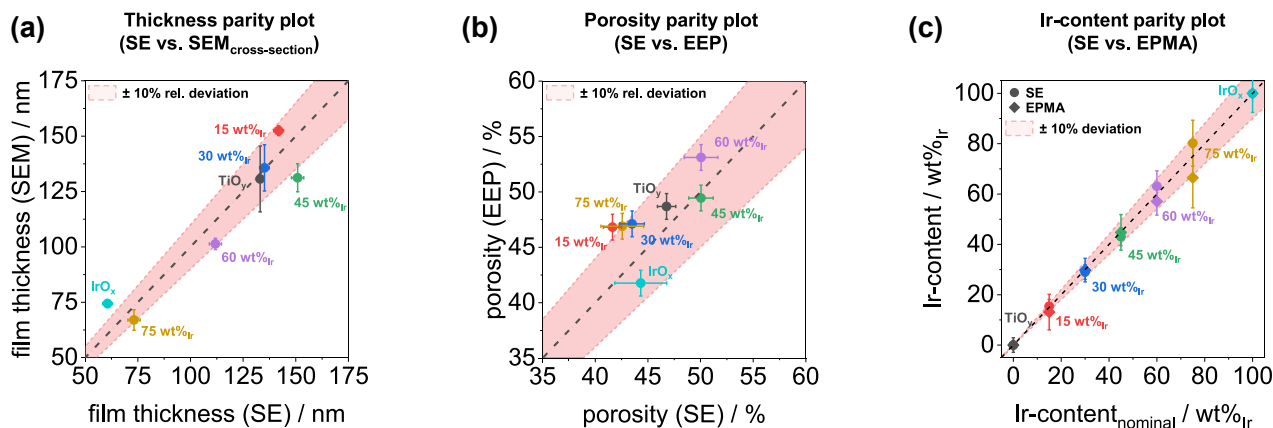 (a)
Thickness parity plot
(SE vs. SEMcross-section)
± 10% rel. deviation
15 wt%Ir
30 wt%Ir
TiOy
45 wt%Ir
60 wt%Ir
IrOx
75 wt%Ir
175
150
125
100
75
50
50 75 100 125 150 175
film thickness (SEM) / nm
film thickness (SE) / nm
(b)
Porosity parity plot
(SE vs. EEP)
± 10% rel. deviation
60 wt%Ir
TiOy
75 wt%Ir
45 wt%Ir
15 wt%Ir
30 wt%Ir
IrOx
60
55
50
45
40
35
35 40 45 50 55 60
porosity (EEP) / %
porosity (SE) / %
(c)
Ir-content parity plot
(SE vs. EPMA)
SE
EPMA
± 10% deviation
IrOx
75 wt%Ir
60 wt%Ir
45 wt%Ir
30 wt%Ir
TiOy
15 wt%Ir
100
80
60
40
20
0
0 20 40 60 80 100
Ir-content / wt%Ir
Ir-contentnominal / wt%Ir